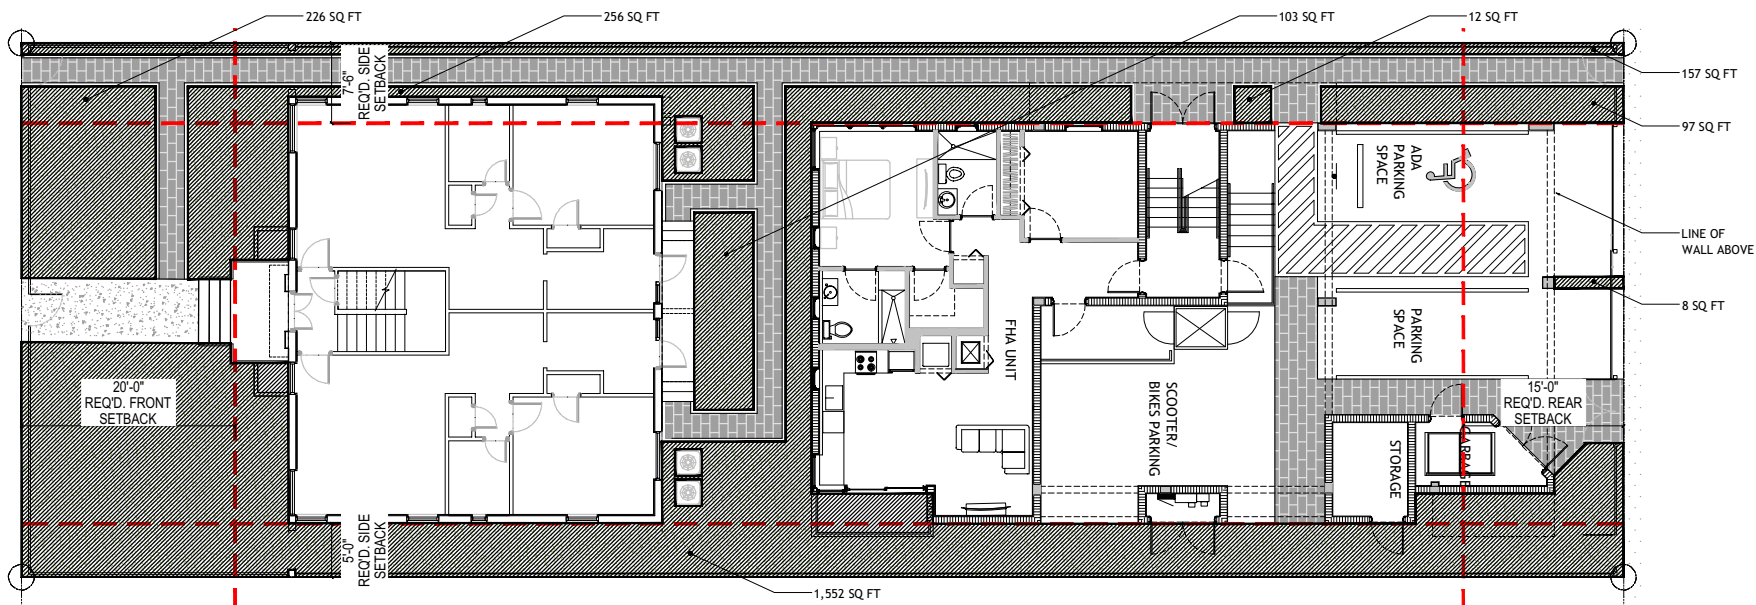 226 SQ FT
256 SQ FT
103 SQ FT
12 SQ FT
157 SQ FT
7'-6"
REQ'D. SIDE
SETBACK
97 SQ FT
ADA
PARKING
SPACE
LINE OF
WALL ABOVE
8 SQ FT
PARKING
SPACE
FHA UNIT
20'-0"
REQ'D. FRONT
SETBACK
SCOOTER/
BIKES PARKING
15'-0"
REQ'D. REAR
SETBACK
STORAGE
GARBAGE
5'-0"
REQ'D. SIDE
SETBACK
1,552 SQ FT